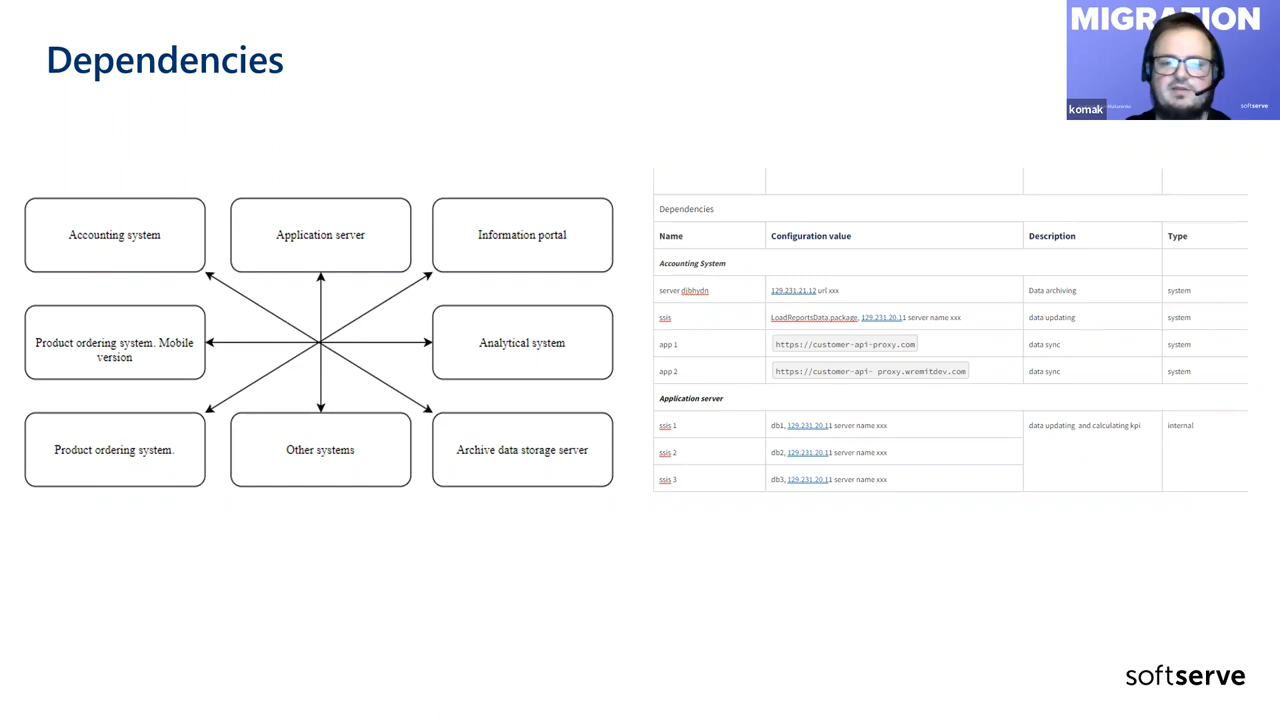 Dependencies
MIGRATION
komak
softserve
Accounting system
Application server
Information portal
Product ordering system. Mobile
version
Analytical system
Product ordering system.
Other systems
Archive data storage server
Dependencies
Name Configuration value Description Type
Accounting System
server djbhydn 129.231.21.12 url xxx Data archiving system
ssis LoadReportsData.package, 129.231.20.11 server name xxx data updating system
app 1 https://customer-api-proxy.com data sync system
app 2 https://customer-api- proxy.wremitdev.com data sync system
Application server
ssis 1 db1, 129.231.20.11 server name xxx data updating and calculating kpi internal
ssis 2 db2, 129.231.20.11 server name xxx
ssis 3 db3, 129.231.20.11 server name xxx
softserve